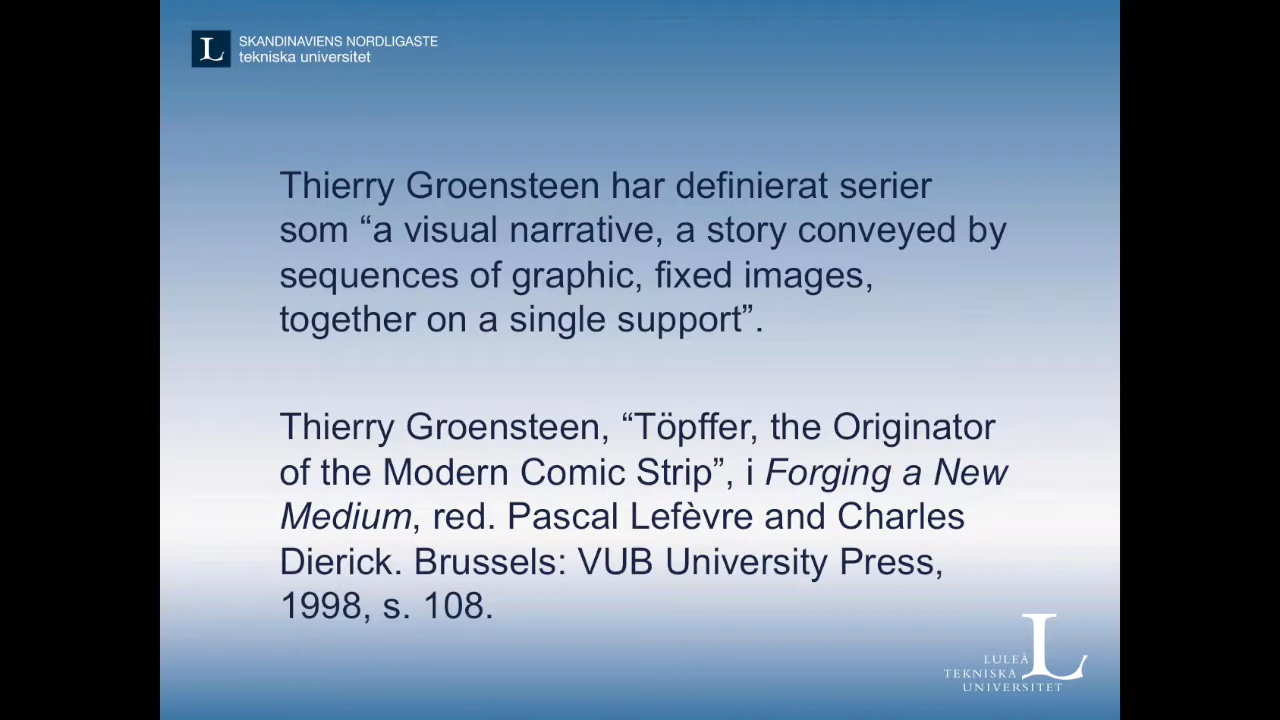 L SKANDINAVIENS NORDLIGASTE
tekniska universitet
Thierry Groensteen har definierat serier
som “a visual narrative, a story conveyed by
sequences of graphic, fixed images,
together on a single support”.
Thierry Groensteen, “Töpffer, the Originator
of the Modern Comic Strip”, i Forging a New
Medium, red. Pascal Lefèvre and Charles
Dierick. Brussels: VUB University Press,
1998, s. 108.
L
LULEÅ
TEKNISKA
UNIVERSITET